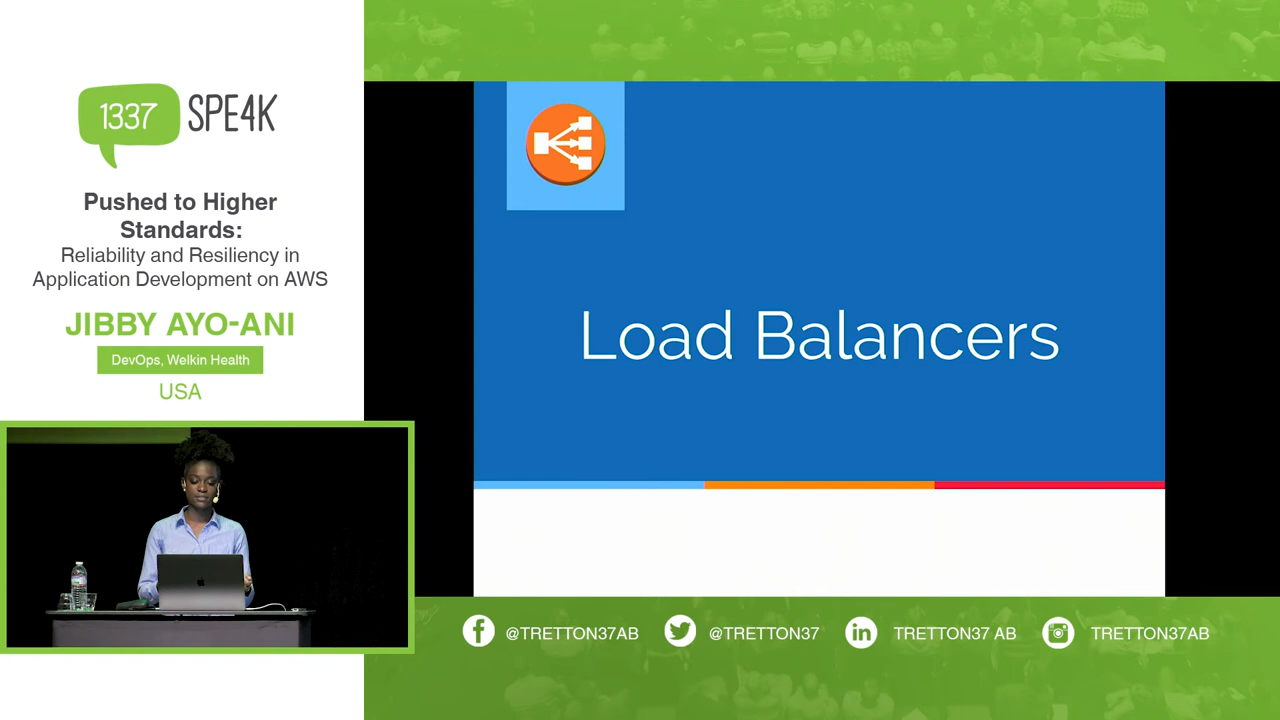 1337
SPE4K
Pushed to Higher
Standards:
Reliability and Resiliency in
Application Development on AWS
JIBBY AYO-ANI
DevOps, Welkin Health
USA
Load Balancers
@TRETTON37AB
@TRETTON37
TRETTON37 AB
TRETTON37AB